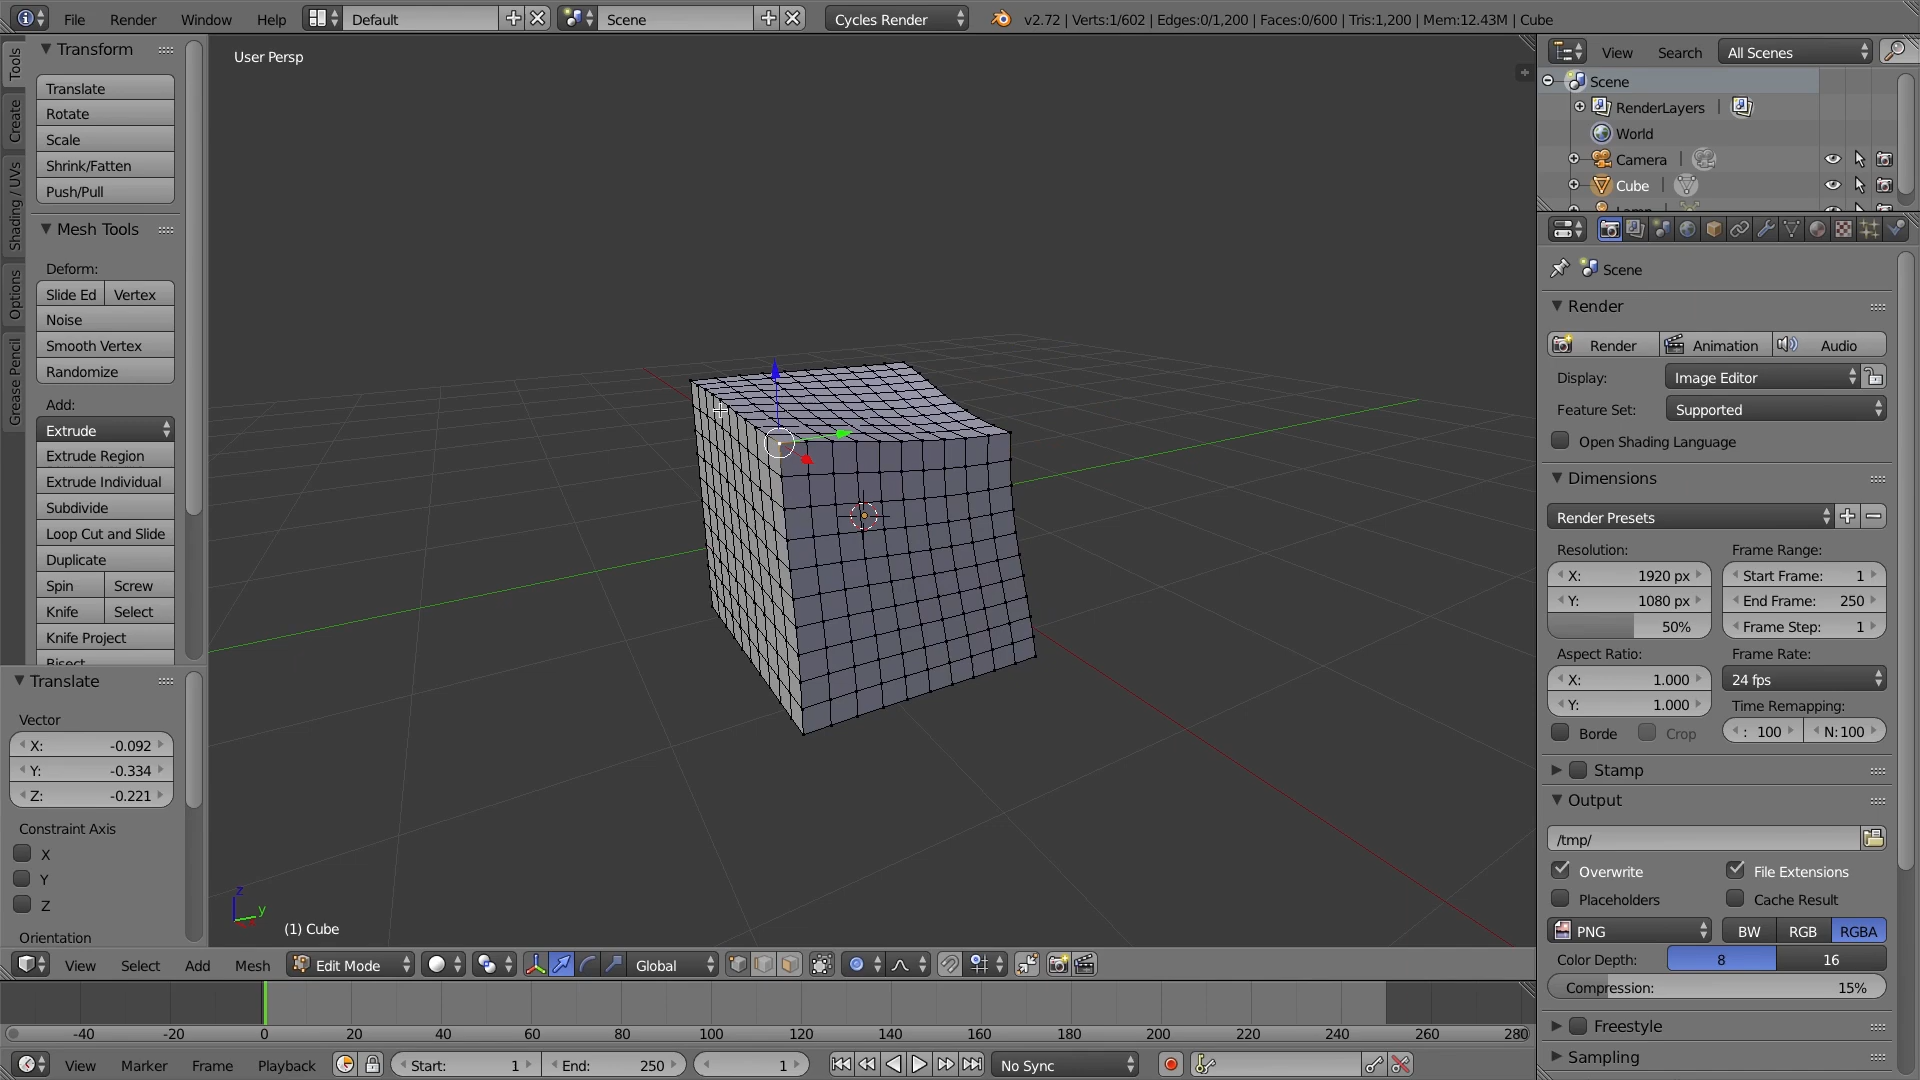 File Render Window Help Default Scene Cycles Render v2.72 | Verts:1/602 | Edges:0/1,200 | Faces:0/600 | Tris:1,200 | Mem:12.43M | Cube
Tools
Create
Shading / UVs
Options
Grease Pencil
Transform
Translate
Rotate
Scale
Shrink/Fatten
Push/Pull
Mesh Tools
Deform:
Slide Ed Vertex
Noise
Smooth Vertex
Randomize
Add:
Extrude
Extrude Region
Extrude Individual
Subdivide
Loop Cut and Slide
Duplicate
Spin Screw
Knife Select
Knife Project
Bisect
Translate
Vector
X: -0.092
Y: -0.334
Z: -0.221
Constraint Axis
X
Y
Z
Orientation
User Persp
z
y
(1) Cube
View Select Add Mesh Edit Mode Global
-40 -20 0 20 40 60 80 100 120 140 160 180 200 220 240 260 280
View Marker Frame Playback Start: 1 End: 250 1 No Sync
View Search All Scenes
Scene
RenderLayers |
World
Camera |
Cube |
Lamp
Scene
Render
Render Animation Audio
Display: Image Editor
Feature Set: Supported
Open Shading Language
Dimensions
Render Presets
Resolution: Frame Range:
X: 1920 px Start Frame: 1
Y: 1080 px End Frame: 250
50% Frame Step: 1
Aspect Ratio: Frame Rate:
X: 1.000 24 fps
Y: 1.000 Time Remapping:
Borde Crop : 100 N: 100
Stamp
Output
/tmp/
Overwrite File Extensions
Placeholders Cache Result
PNG BW RGB RGBA
Color Depth: 8 16
Compression: 15%
Freestyle
Sampling